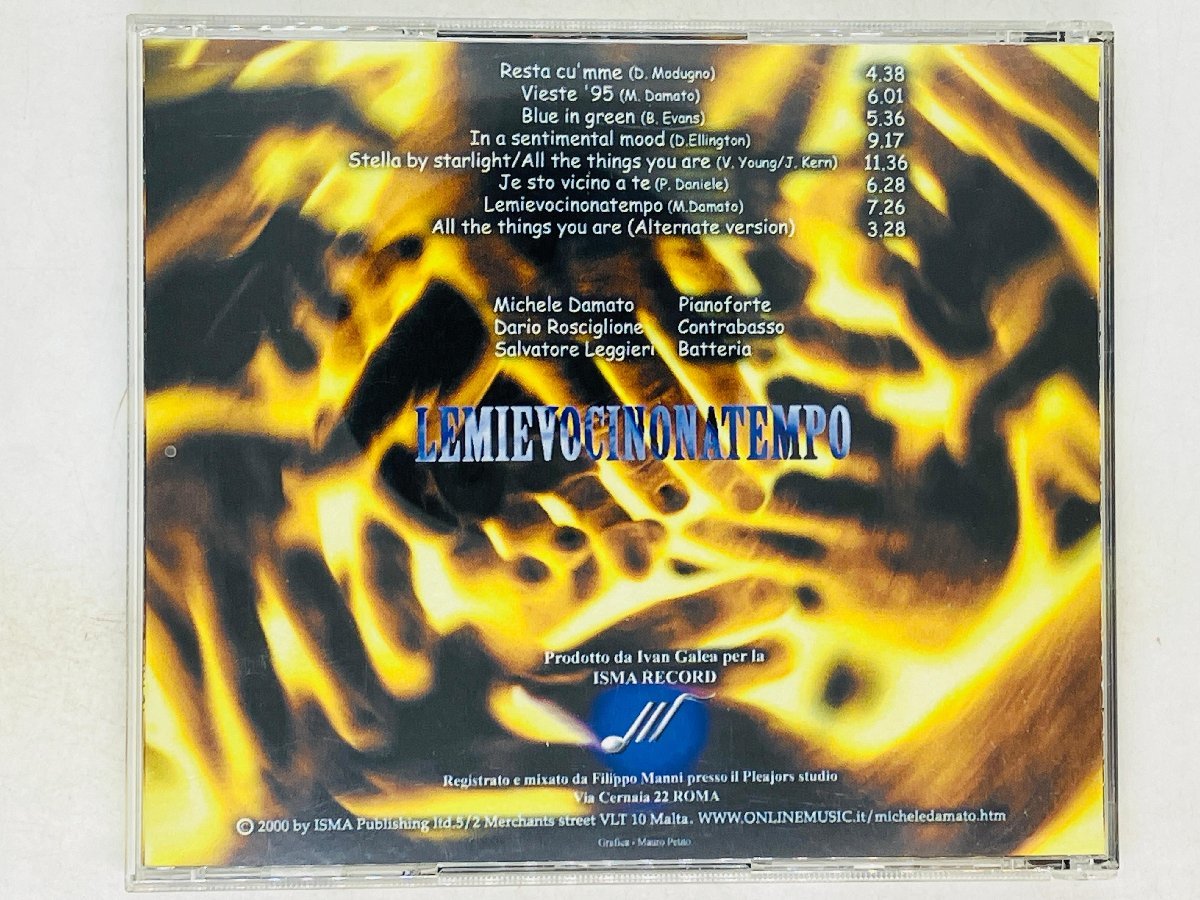 Resta cu'mme (D. Modugno) 4.38
Vieste '95 (M. Damato) 6.01
Blue in green (B. Evans) 5.36
In a sentimental mood (D.Ellington) 9.17
Stella by starlight/All the things you are (V. Young/J. Kern) 11.36
Je sto vicino a te (P. Daniele) 6.28
Lemievocinonatempo (M.Damato) 7.26
All the things you are (Alternate version) 3.28
Michele Damato Pianoforte
Dario Rosciglione Contrabasso
Salvatore Leggieri Batteria
LEMIEVOCINONATEMPO
Prodotto da Ivan Galea per la
ISMA RECORD
Registrato e mixato da Filippo Manni presso il Pleajors studio
Via Cernaia 22 ROMA
© 2000 by ISMA Publishing ltd.5/2 Merchants street VLT 10 Malta. WWW.ONLINEMUSIC.it/micheledamato.htm
Grafica - Mauro